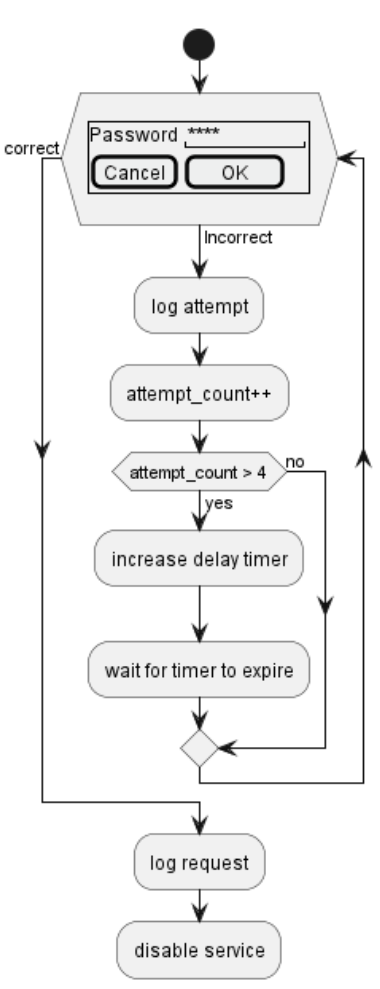 Password ****
correct
Cancel
OK
Incorrect
log attempt
attempt_count++
attempt_count > 4
no
yes
increase delay timer
wait for timer to expire
log request
disable service